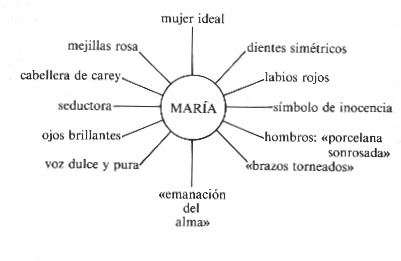 mujer ideal
mejillas rosa
dientes simétricos
cabellera de carey
labios rojos
seductora
MARÍA
símbolo de inocencia
ojos brillantes
hombros: «porcelana
sonrosada»
voz dulce y pura
«brazos torneados»
«emanación
del
alma»